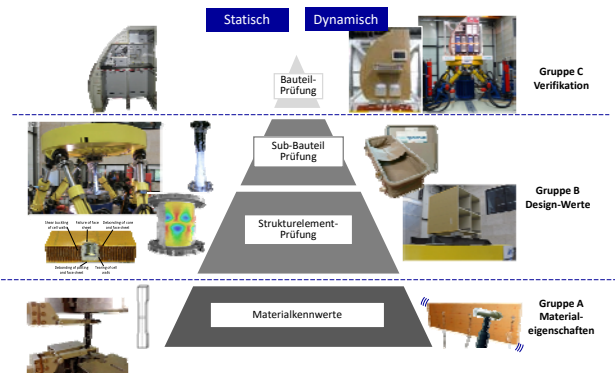 Statisch
Dynamisch
Bauteil-
Prüfung
Gruppe C
Verifikation
Sub-Bauteil
Prüfung
Gruppe B
Design-Werte
Shear buckling
of cell walls
Failure of face
sheet
Debonding of core
and face sheet
Strukturelement-
Prüfung
Debonding of potting
and face sheet
Tearing of cell
walls
Materialkennwerte
Gruppe A
Material-
eigenschaften